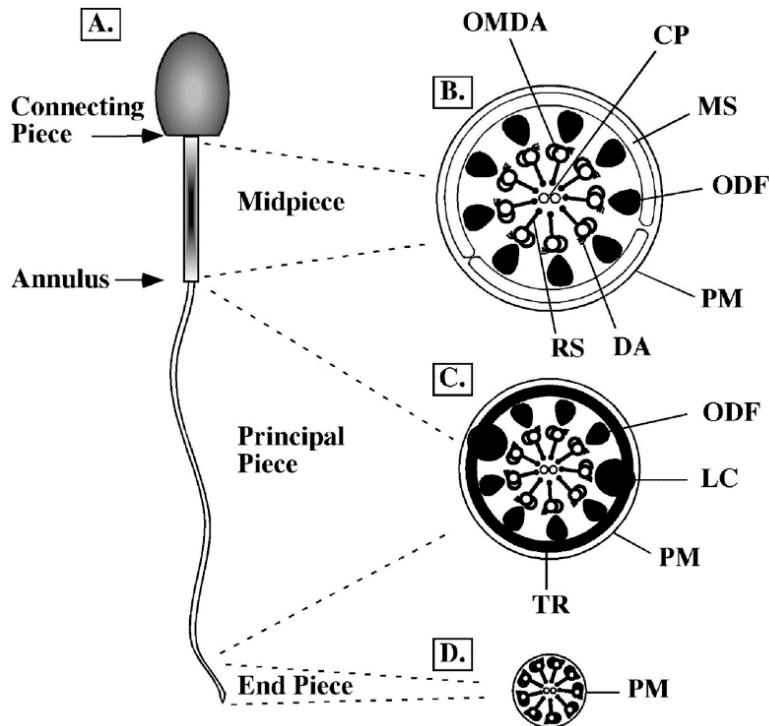 A.
Connecting
Piece
Midpiece
Annulus
Principal
Piece
End Piece
B.
OMDA
CP
MS
ODF
PM
RS
DA
C.
ODF
LC
PM
TR
D.
PM